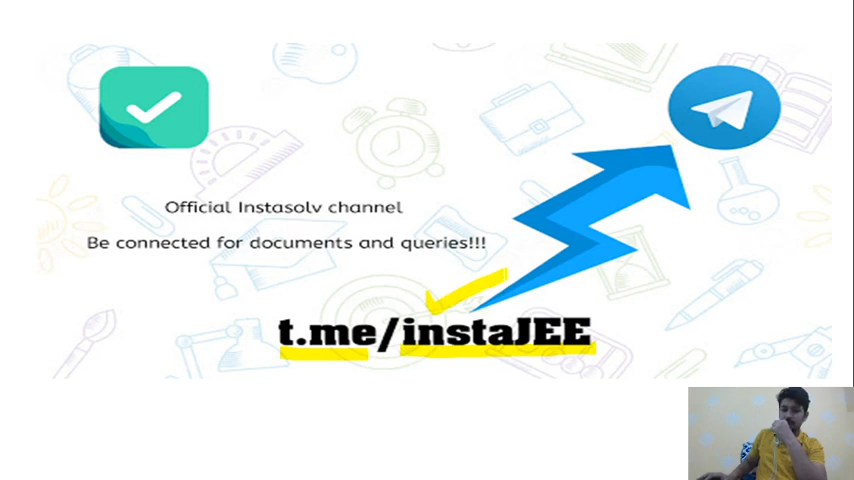 Official Instasolv channel
Be connected for documents and queries!!!
t.me/instaJEE